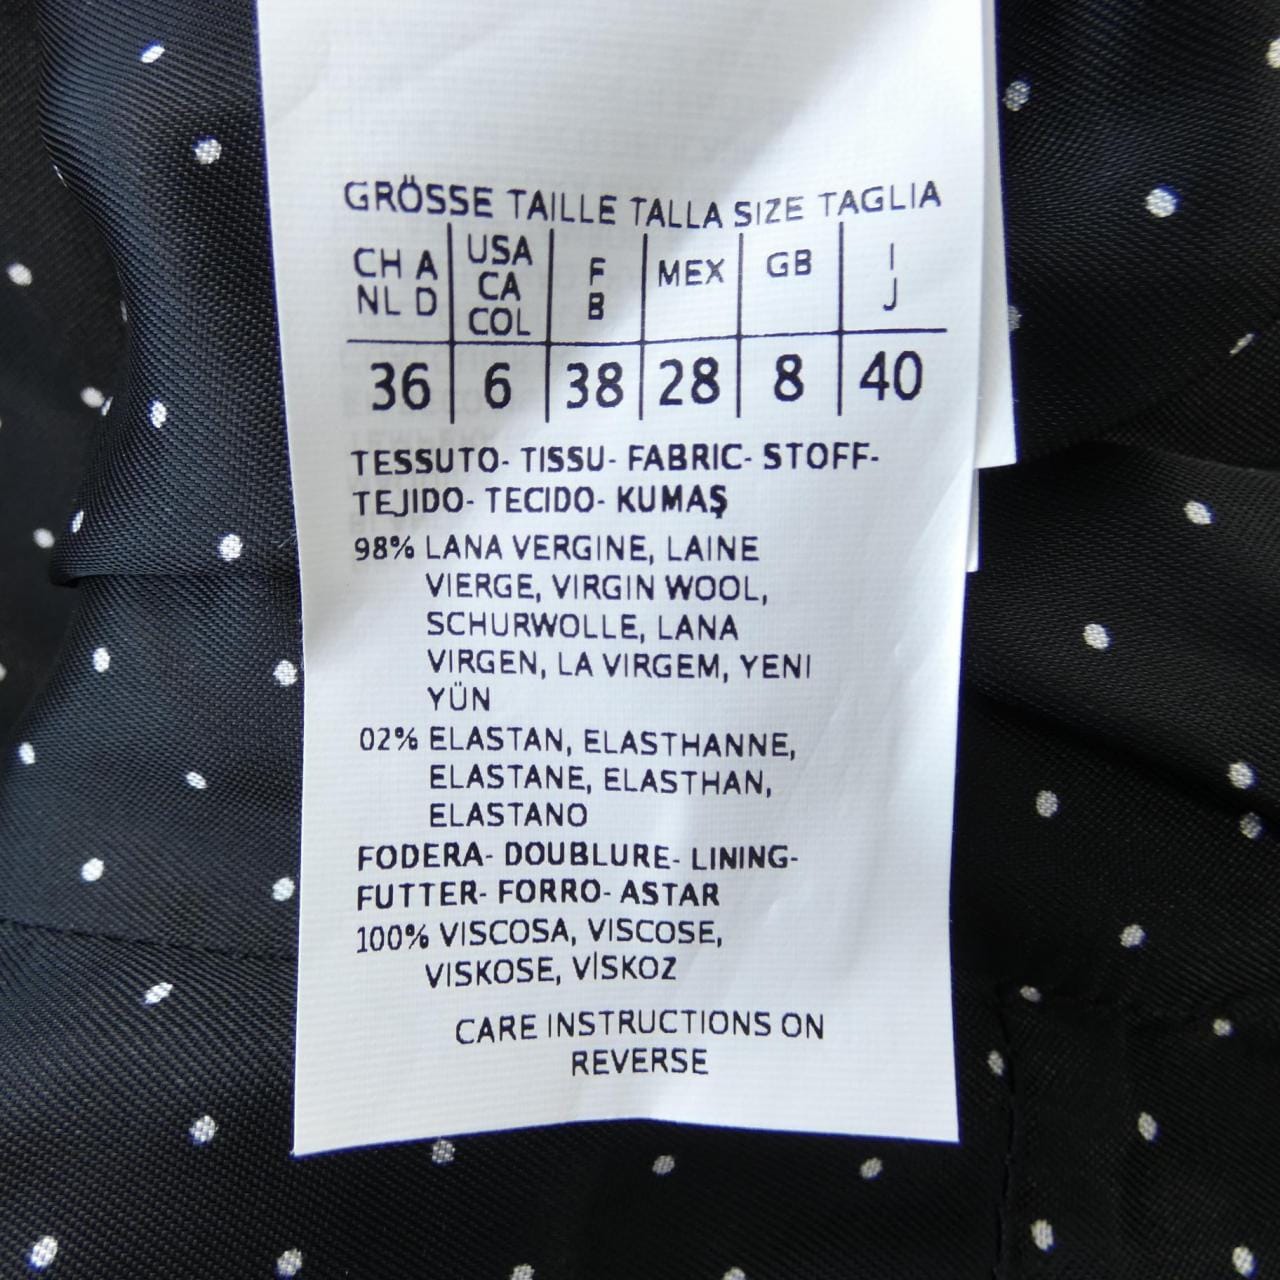 GRÖSSE TAILLE TALLA SIZE TAGLIA
CH A NL D USA CA COL F B MEX GB I J
36 6 38 28 8 40
TESSUTO- TISSU- FABRIC- STOFF-
TEJIDO- TECIDO- KUMAŞ
98% LANA VERGINE, LAINE
VIERGE, VIRGIN WOOL,
SCHURWOLLE, LANA
VIRGEN, LA VIRGEM, YENI
YÜN
02% ELASTAN, ELASTHANNE,
ELASTANE, ELASTHAN,
ELASTANO
FODERA- DOUBLURE- LINING-
FUTTER- FORRO- ASTAR
100% VISCOSA, VISCOSE,
VISKOSE, VİSKOZ
CARE INSTRUCTIONS ON
REVERSE